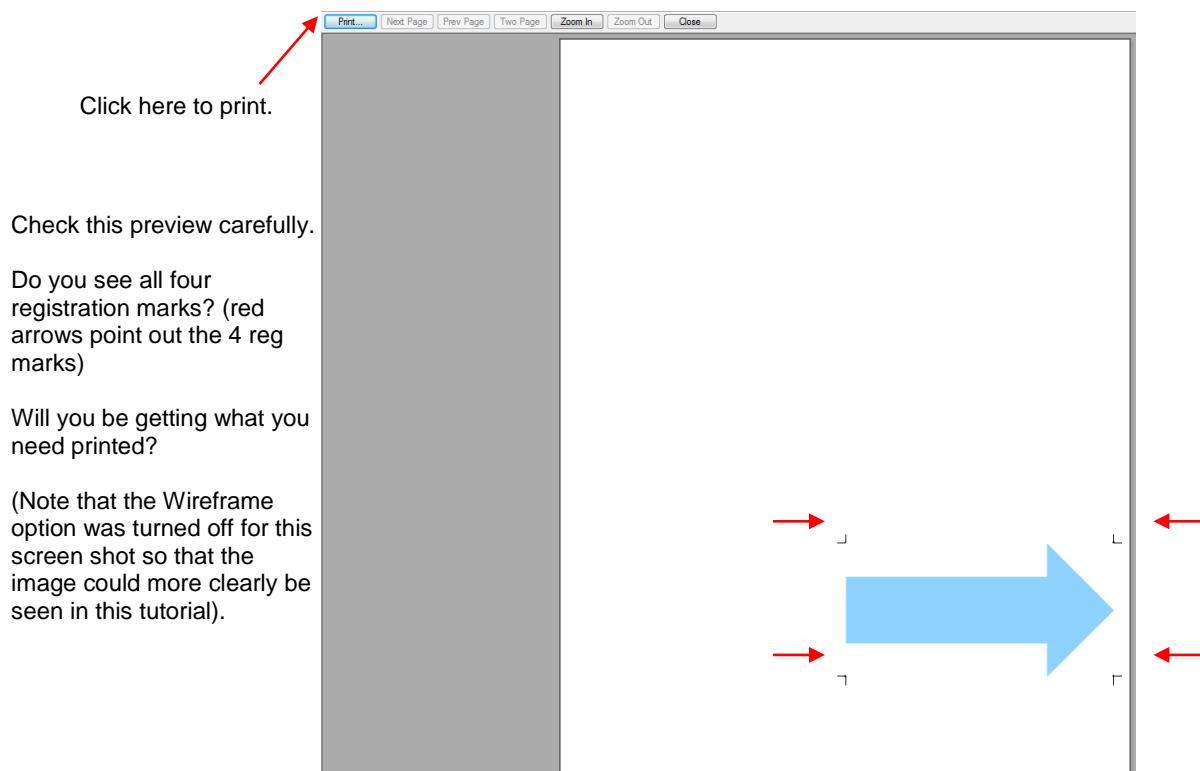 Print... Next Page Prev Page Two Page Zoom In Zoom Out Close
Click here to print.
Check this preview carefully.
Do you see all four
registration marks? (red
arrows point out the 4 reg
marks)
Will you be getting what you
need printed?
(Note that the Wireframe
option was turned off for this
screen shot so that the
image could more clearly be
seen in this tutorial).